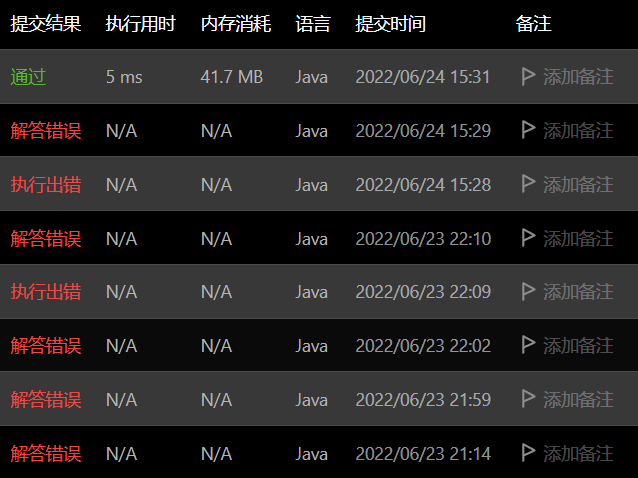 提交结果 执行用时 内存消耗 语言 提交时间 备注
通过 5 ms 41.7 MB Java 2022/06/24 15:31 添加备注
解答错误 N/A N/A Java 2022/06/24 15:29 添加备注
执行出错 N/A N/A Java 2022/06/24 15:28 添加备注
解答错误 N/A N/A Java 2022/06/23 22:10 添加备注
执行出错 N/A N/A Java 2022/06/23 22:09 添加备注
解答错误 N/A N/A Java 2022/06/23 22:02 添加备注
解答错误 N/A N/A Java 2022/06/23 21:59 添加备注
解答错误 N/A N/A Java 2022/06/23 21:14 添加备注